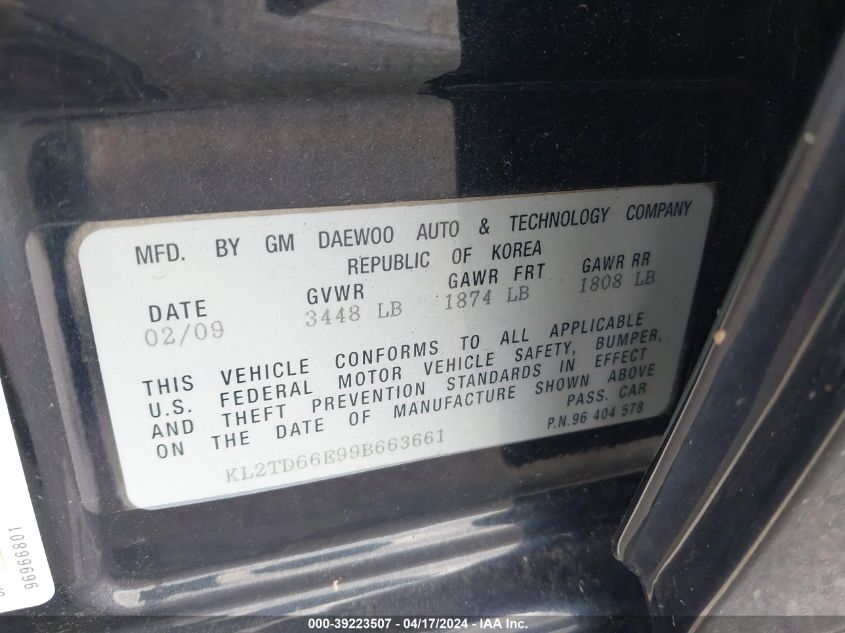 MFD. BY GM DAEWOO AUTO & TECHNOLOGY COMPANY
REPUBLIC OF KOREA
DATE GVWR GAWR FRT GAWR RR
02/09 3448 LB 1874 LB 1808 LB
THIS VEHICLE CONFORMS TO ALL APPLICABLE
U.S. FEDERAL MOTOR VEHICLE SAFETY, BUMPER,
AND THEFT PREVENTION STANDARDS IN EFFECT
ON THE DATE OF MANUFACTURE SHOWN ABOVE
PASS. CAR
KL2TD66E99B663661 P.N.96 404 578
96966801
000-39223507 - 04/17/2024 - IAA Inc.